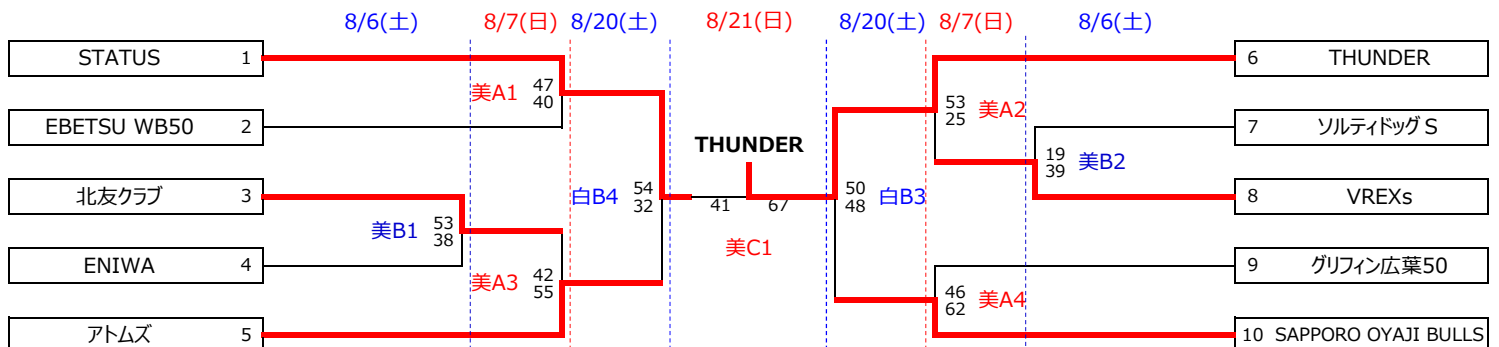 8/6(土) 8/7(日) 8/20(土) 8/21(日) 8/20(土) 8/7(日) 8/6(土)
STATUS 1
6 THUNDER
美A1 47 40
53 25 美A2
EBETSU WB50 2
7 ソルティドッグS
THUNDER
19 39 美B2
北友クラブ 3
白B4 54 32
41 67
50 48 白B3
8 VREXs
美B1 53 38
美C1
ENIWA 4
9 グリフィン広葉50
美A3 42 55
46 62 美A4
アトムズ 5
10 SAPPORO OYAJI BULLS